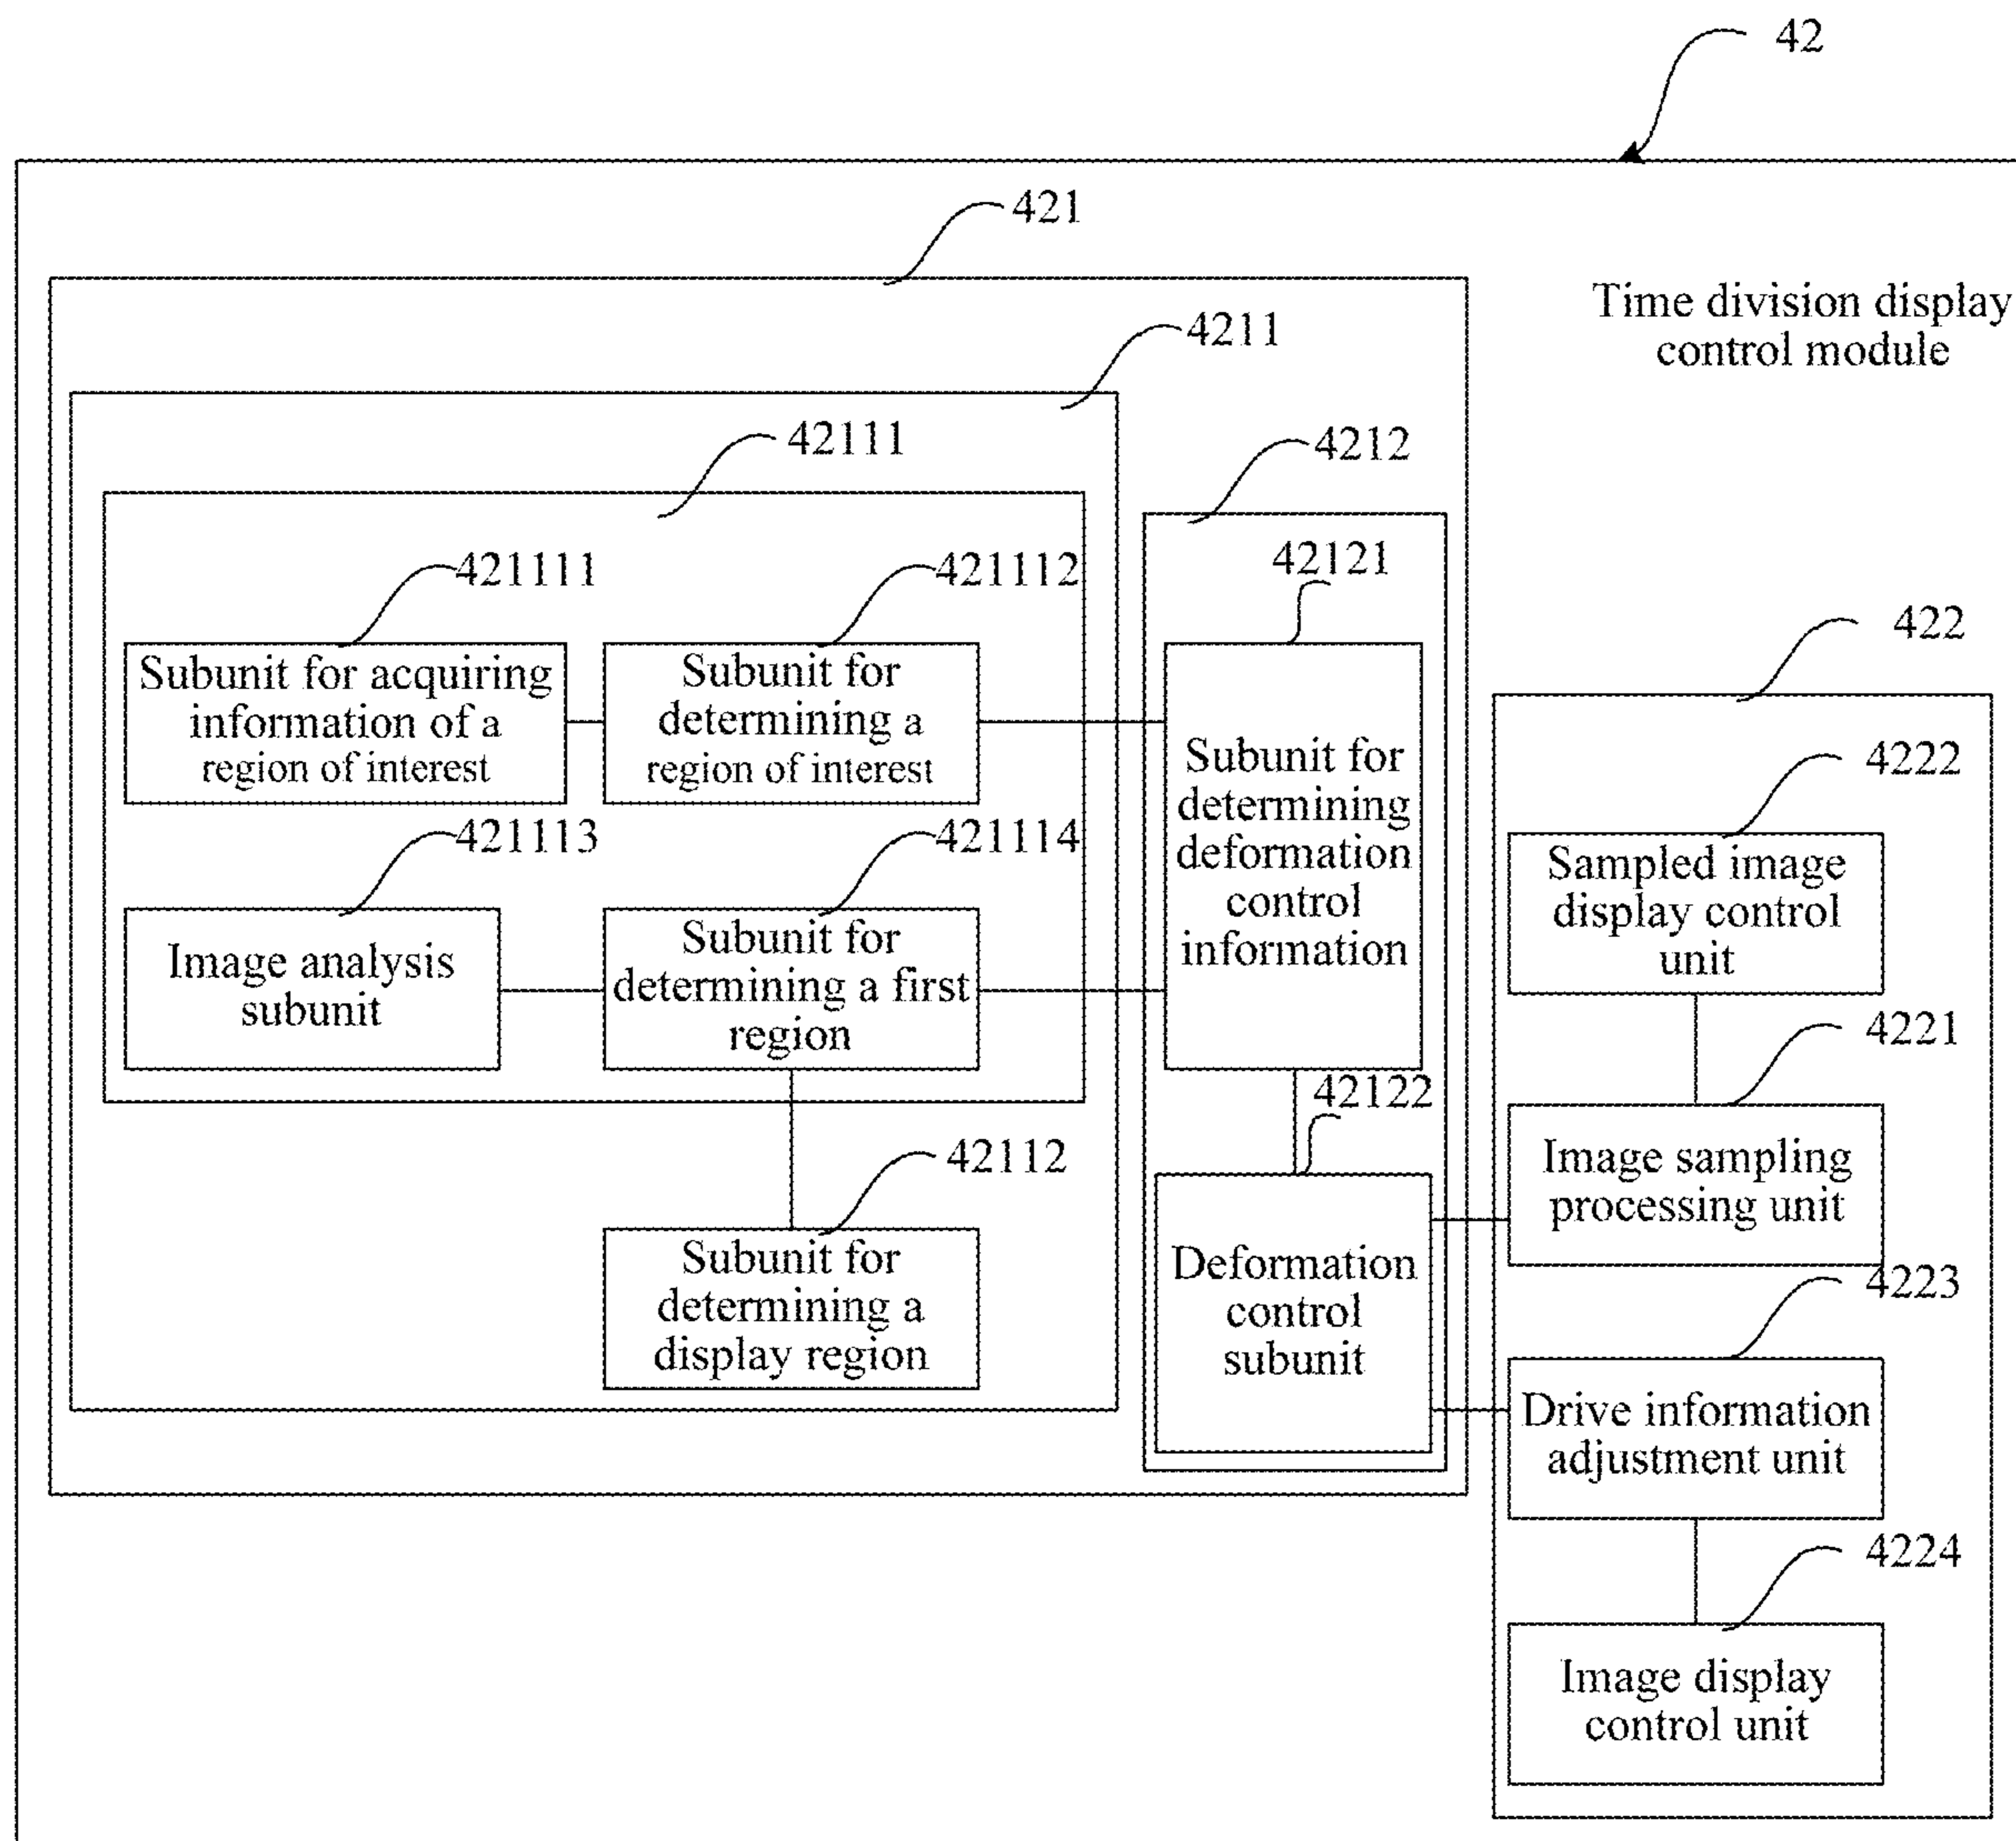 42
421
Time division display
control module
4211
42111
4212
421111
421112
42121
422
Subunit for acquiring
information of a
region of interest
Subunit for
determining a
region of interest
Subunit for
determining
deformation
control
information
4222
421113
421114
Sampled image
display control
unit
Image analysis
subunit
Subunit for
determining a first
region
4221
42122
42112
Image sampling
processing unit
Subunit for
determining a
display region
Deformation
control
subunit
4223
Drive information
adjustment unit
4224
Image display
control unit